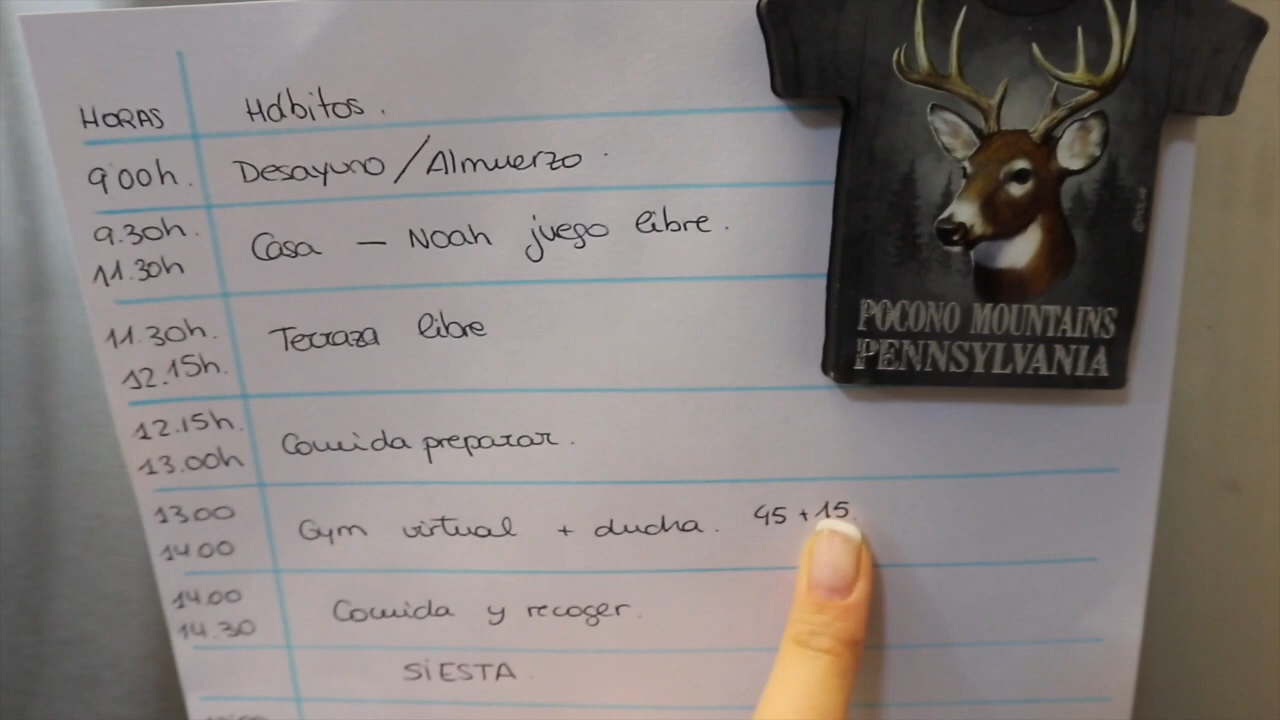 HORAS Hábitos.
9'00h. Desayuno / Almuerzo.
9.30h.
11.30h Casa — Noah juego libre.
11.30h.
12.15h. Terraza libre
12.15h.
13.00h Comida preparar.
13.00
14.00 Gym virtual + ducha. 45 + 15.
14.00
14.30 Comida y recoger.
SiESTA.
POCONO MOUNTAINS
PENNSYLVANIA